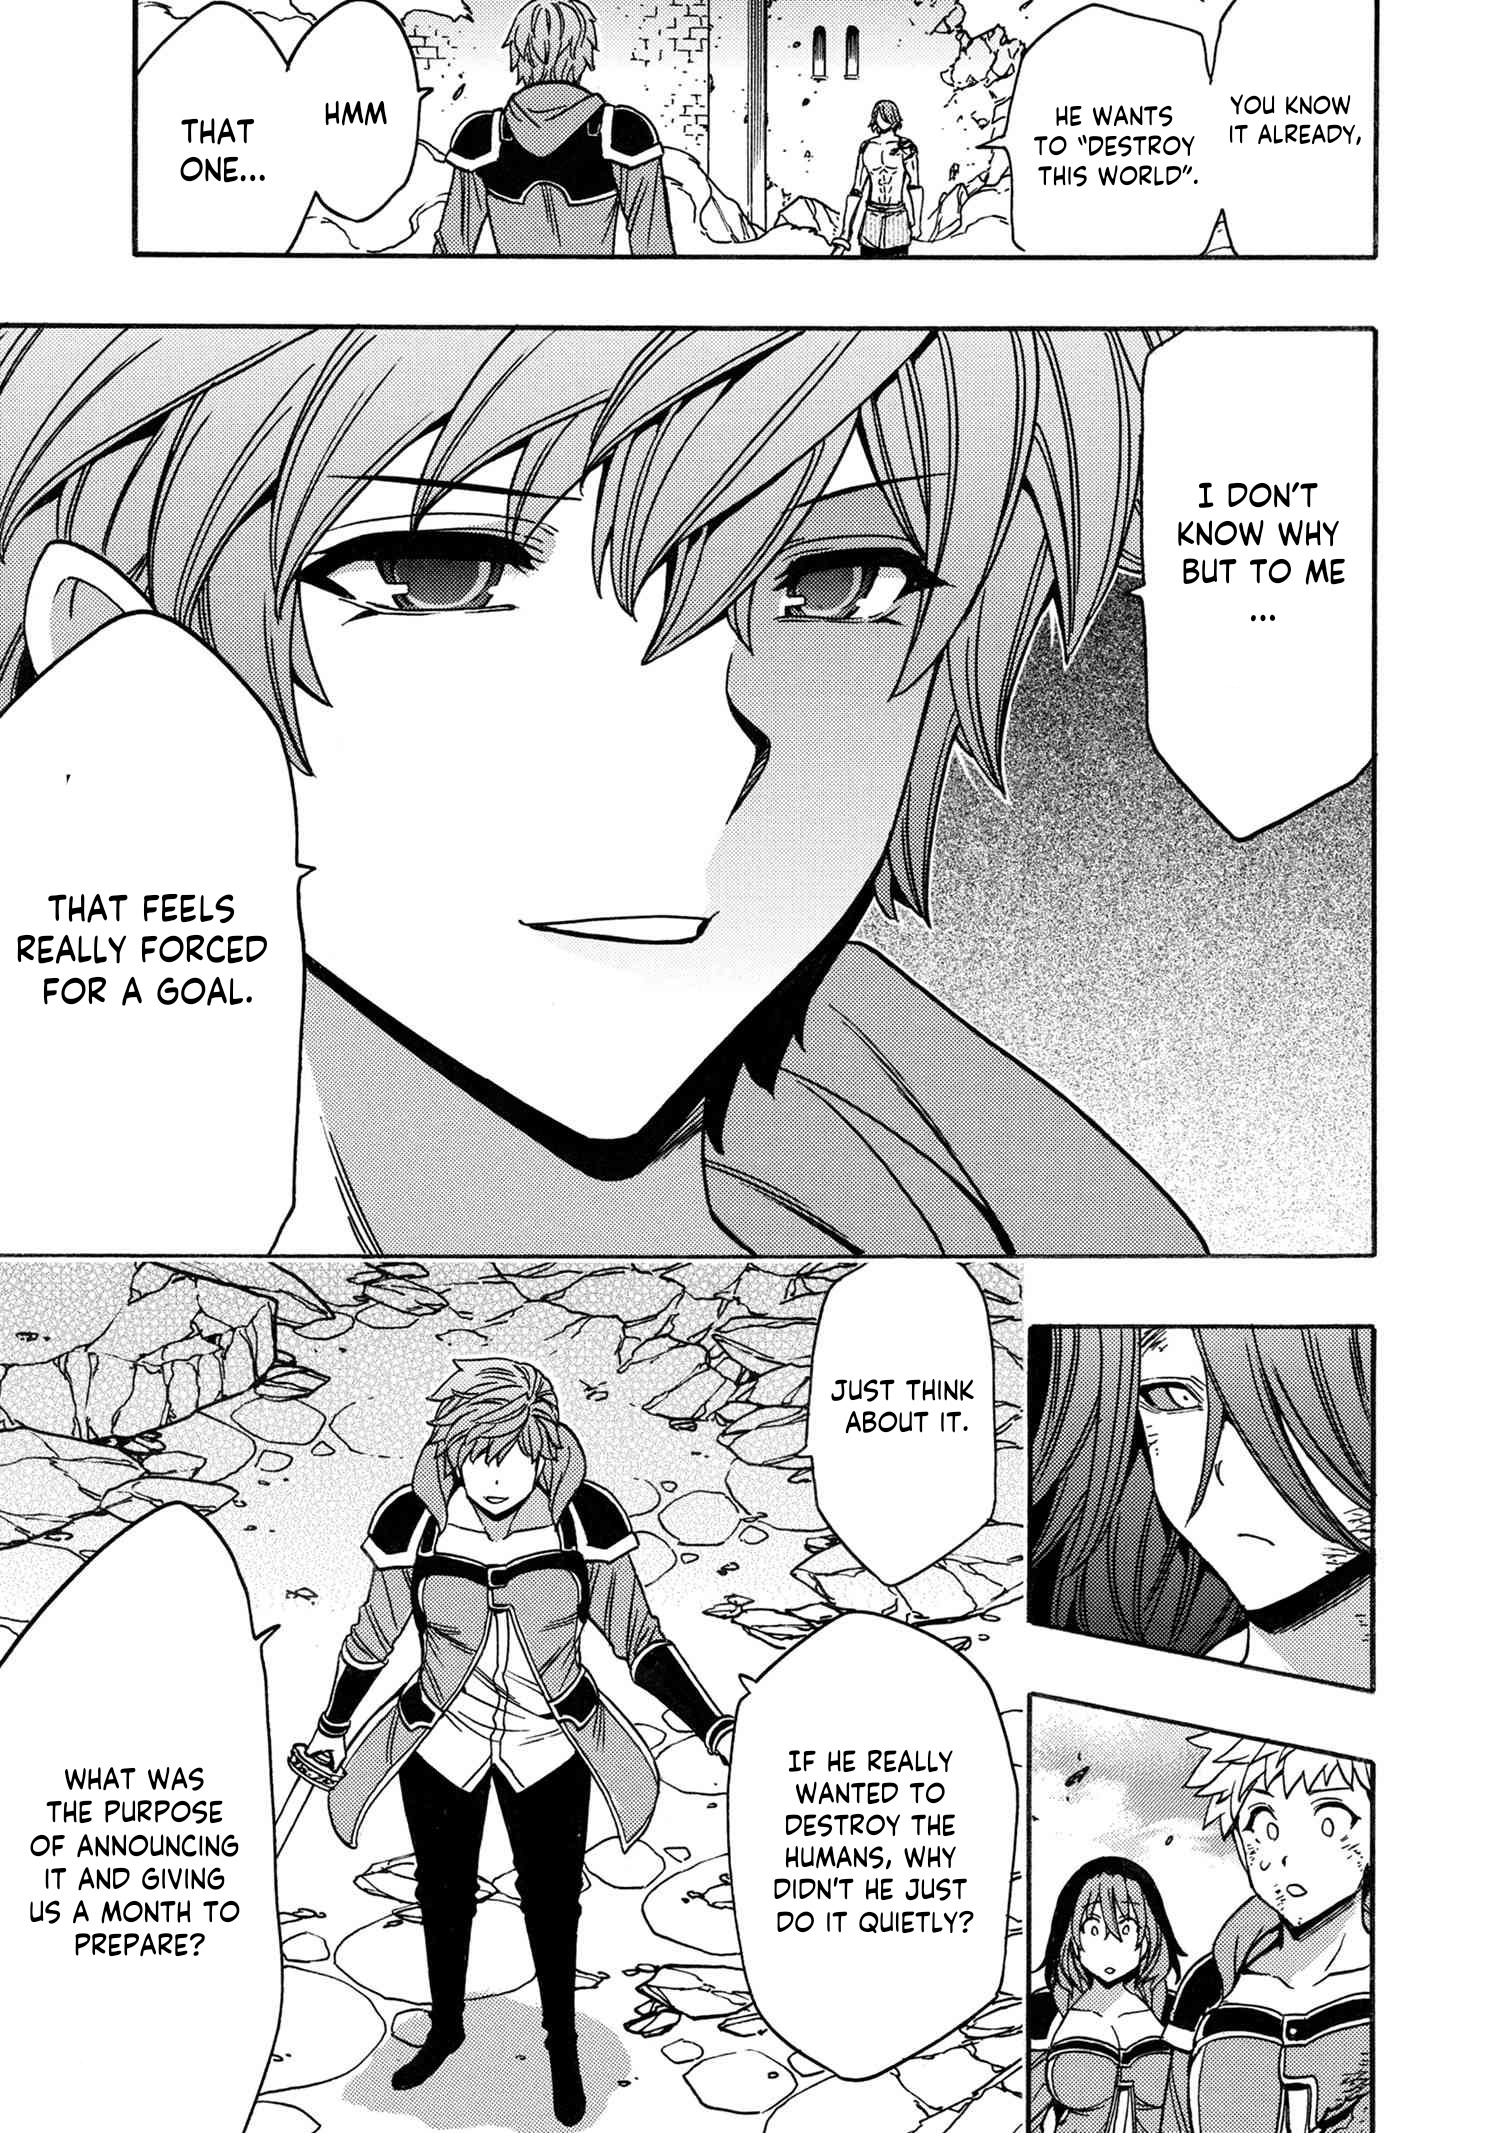 YOU KNOW
IT ALREADY,
HE WANTS
TO "DESTROY
THIS WORLD".
HMM
THAT
ONE...
I DON'T
KNOW WHY
BUT TO ME
...
THAT FEELS
REALLY FORCED
FOR A GOAL.
JUST THINK
ABOUT IT.
IF HE REALLY
WANTED TO
DESTROY THE
HUMANS, WHY
DIDN'T HE JUST
DO IT QUIETLY?
WHAT WAS
THE PURPOSE
OF ANNOUNCING
IT AND GIVING
US A MONTH TO
PREPARE?